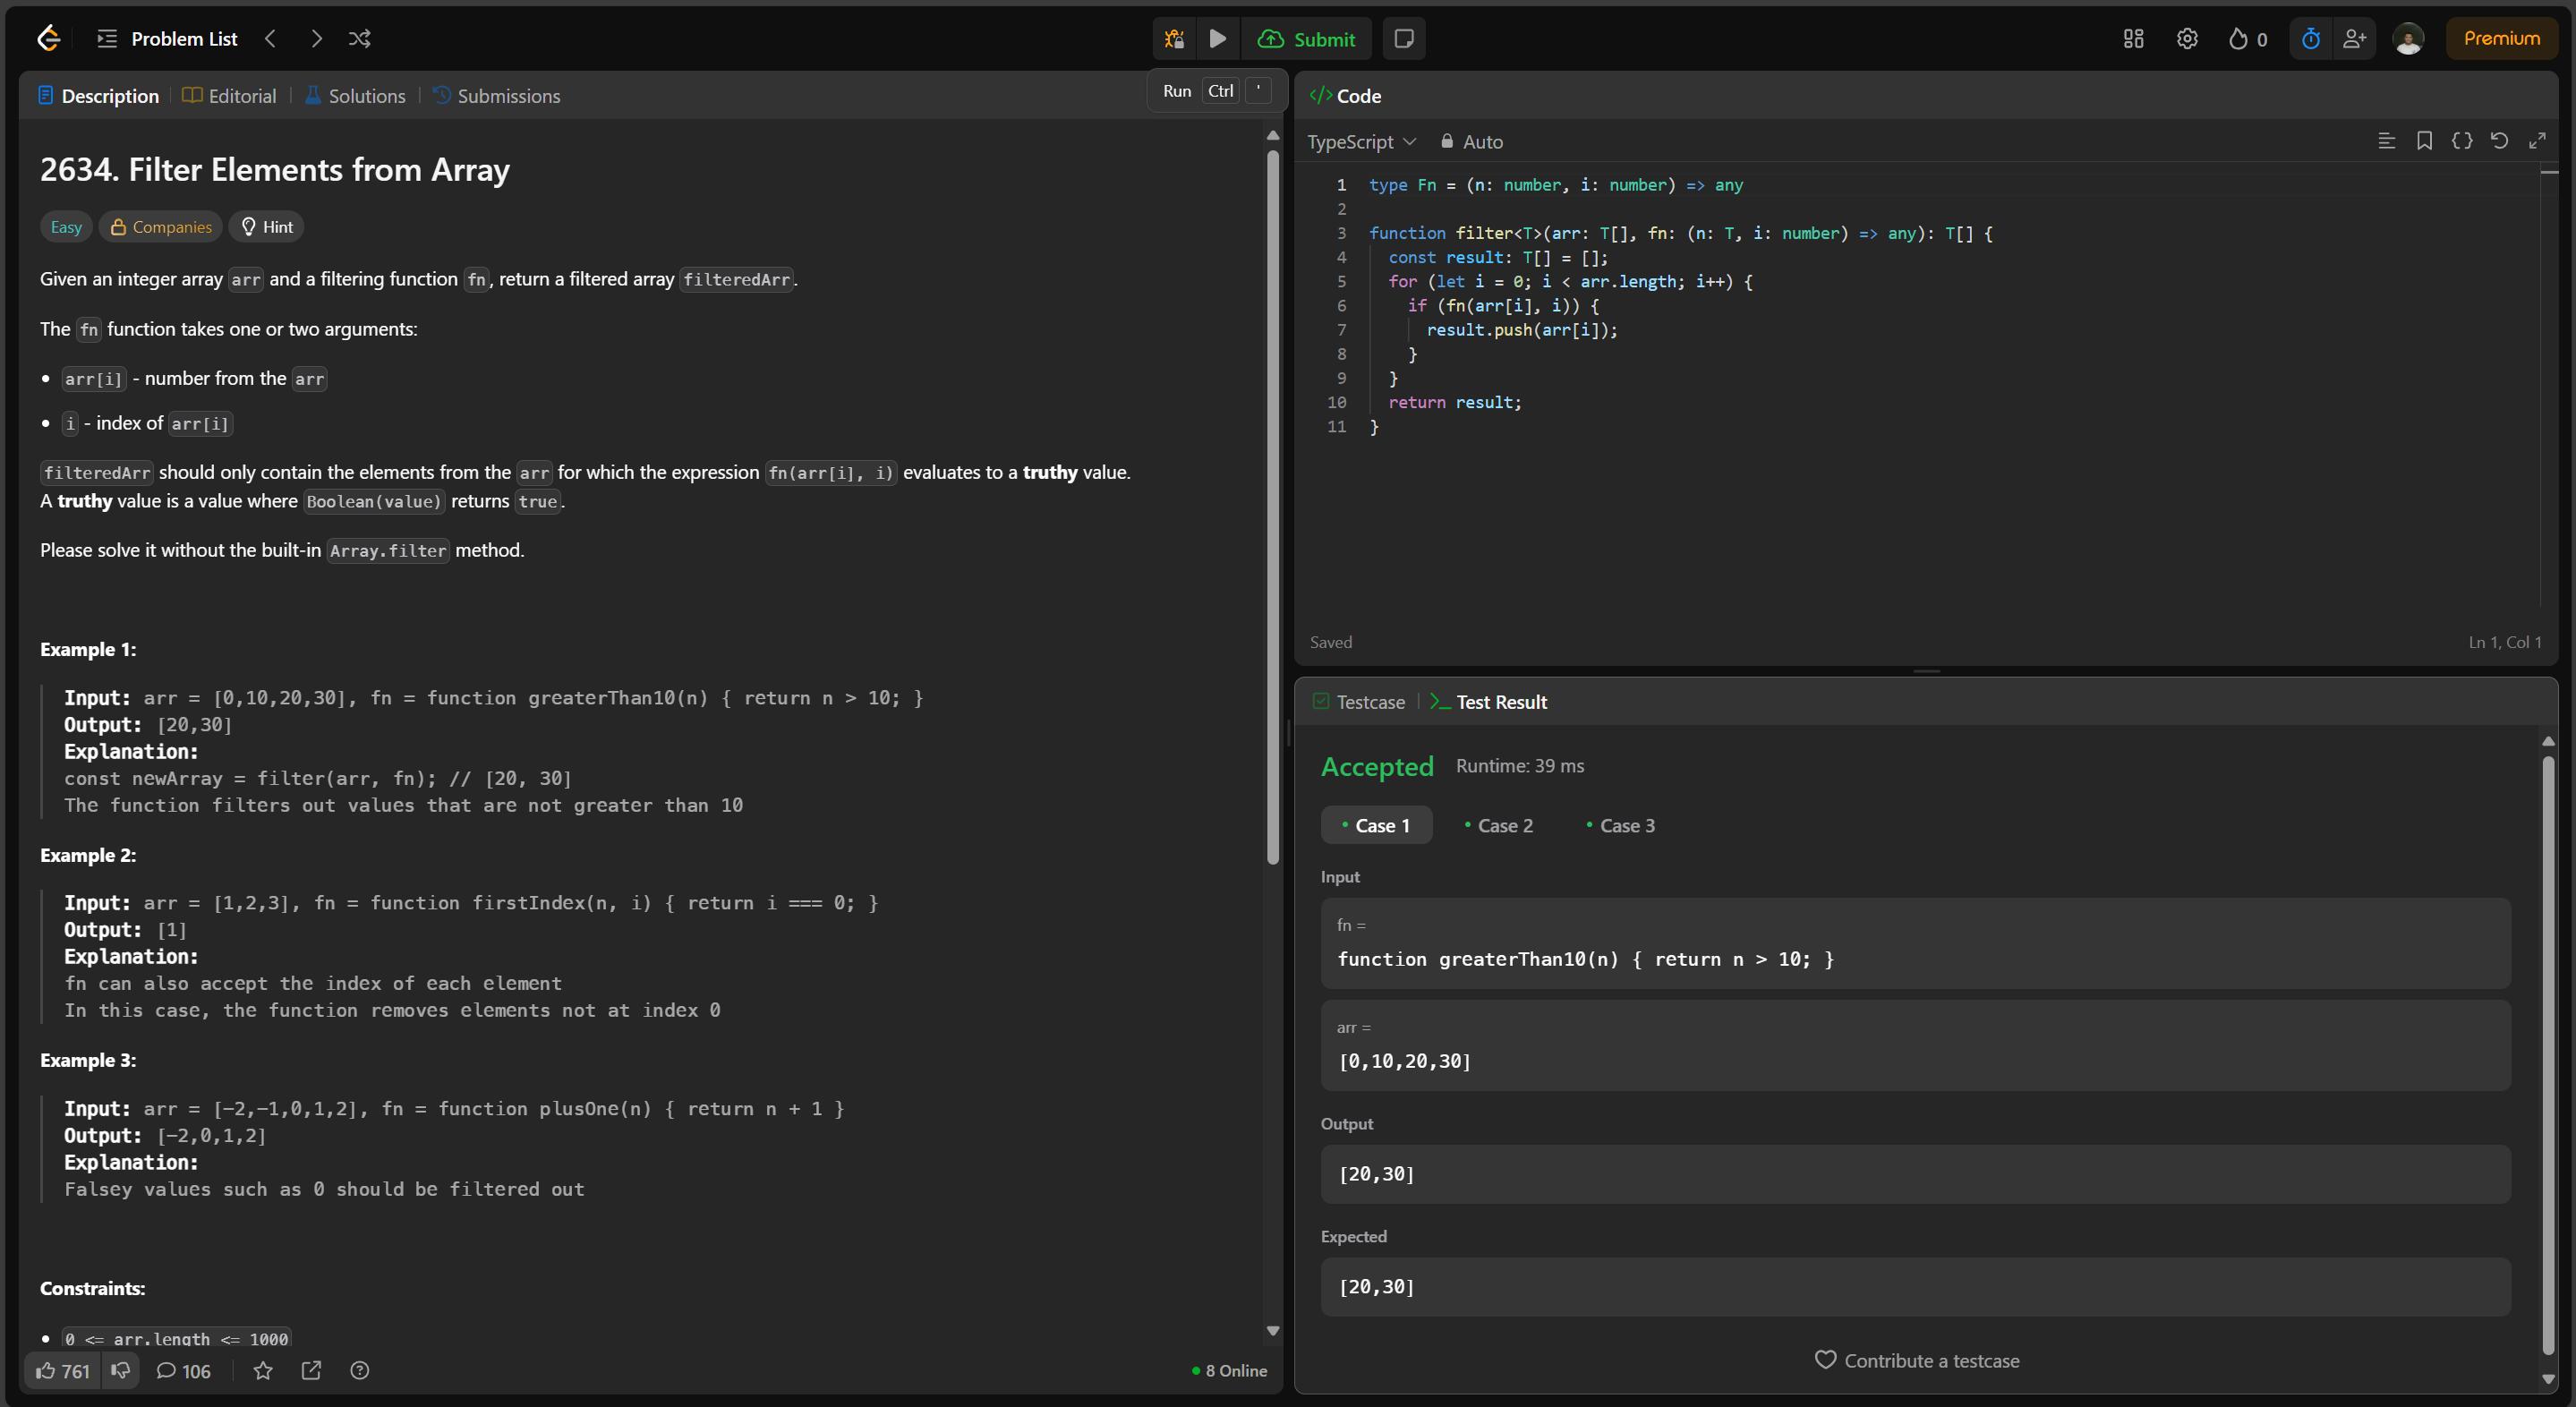 Problem List
Submit
0
Premium
Description
Editorial
Solutions
Submissions
Run Ctrl '
2634. Filter Elements from Array
Easy
Companies
Hint
Given an integer array arr and a filtering function fn, return a filtered array filteredArr.
The fn function takes one or two arguments:
• arr[i] - number from the arr
• i - index of arr[i]
filteredArr should only contain the elements from the arr for which the expression fn(arr[i], i) evaluates to a truthy value.
A truthy value is a value where Boolean(value) returns true.
Please solve it without the built-in Array.filter method.
Example 1:
Input: arr = [0,10,20,30], fn = function greaterThan10(n) { return n > 10; }
Output: [20,30]
Explanation:
const newArray = filter(arr, fn); // [20, 30]
The function filters out values that are not greater than 10
Example 2:
Input: arr = [1,2,3], fn = function firstIndex(n, i) { return i === 0; }
Output: [1]
Explanation:
fn can also accept the index of each element
In this case, the function removes elements not at index 0
Example 3:
Input: arr = [-2,-1,0,1,2], fn = function plusOne(n) { return n + 1 }
Output: [-2,0,1,2]
Explanation:
Falsey values such as 0 should be filtered out
Constraints:
• 0 <= arr.length <= 1000
761
106
8 Online
</> Code
TypeScript
Auto
1 type Fn = (n: number, i: number) => any
2
3 function filter<T>(arr: T[], fn: (n: T, i: number) => any): T[] {
4 const result: T[] = [];
5 for (let i = 0; i < arr.length; i++) {
6 if (fn(arr[i], i)) {
7 result.push(arr[i]);
8 }
9 }
10 return result;
11 }
Saved
Ln 1, Col 1
Testcase
Test Result
Accepted
Runtime: 39 ms
• Case 1
• Case 2
• Case 3
Input
fn =
function greaterThan10(n) { return n > 10; }
arr =
[0,10,20,30]
Output
[20,30]
Expected
[20,30]
Contribute a testcase